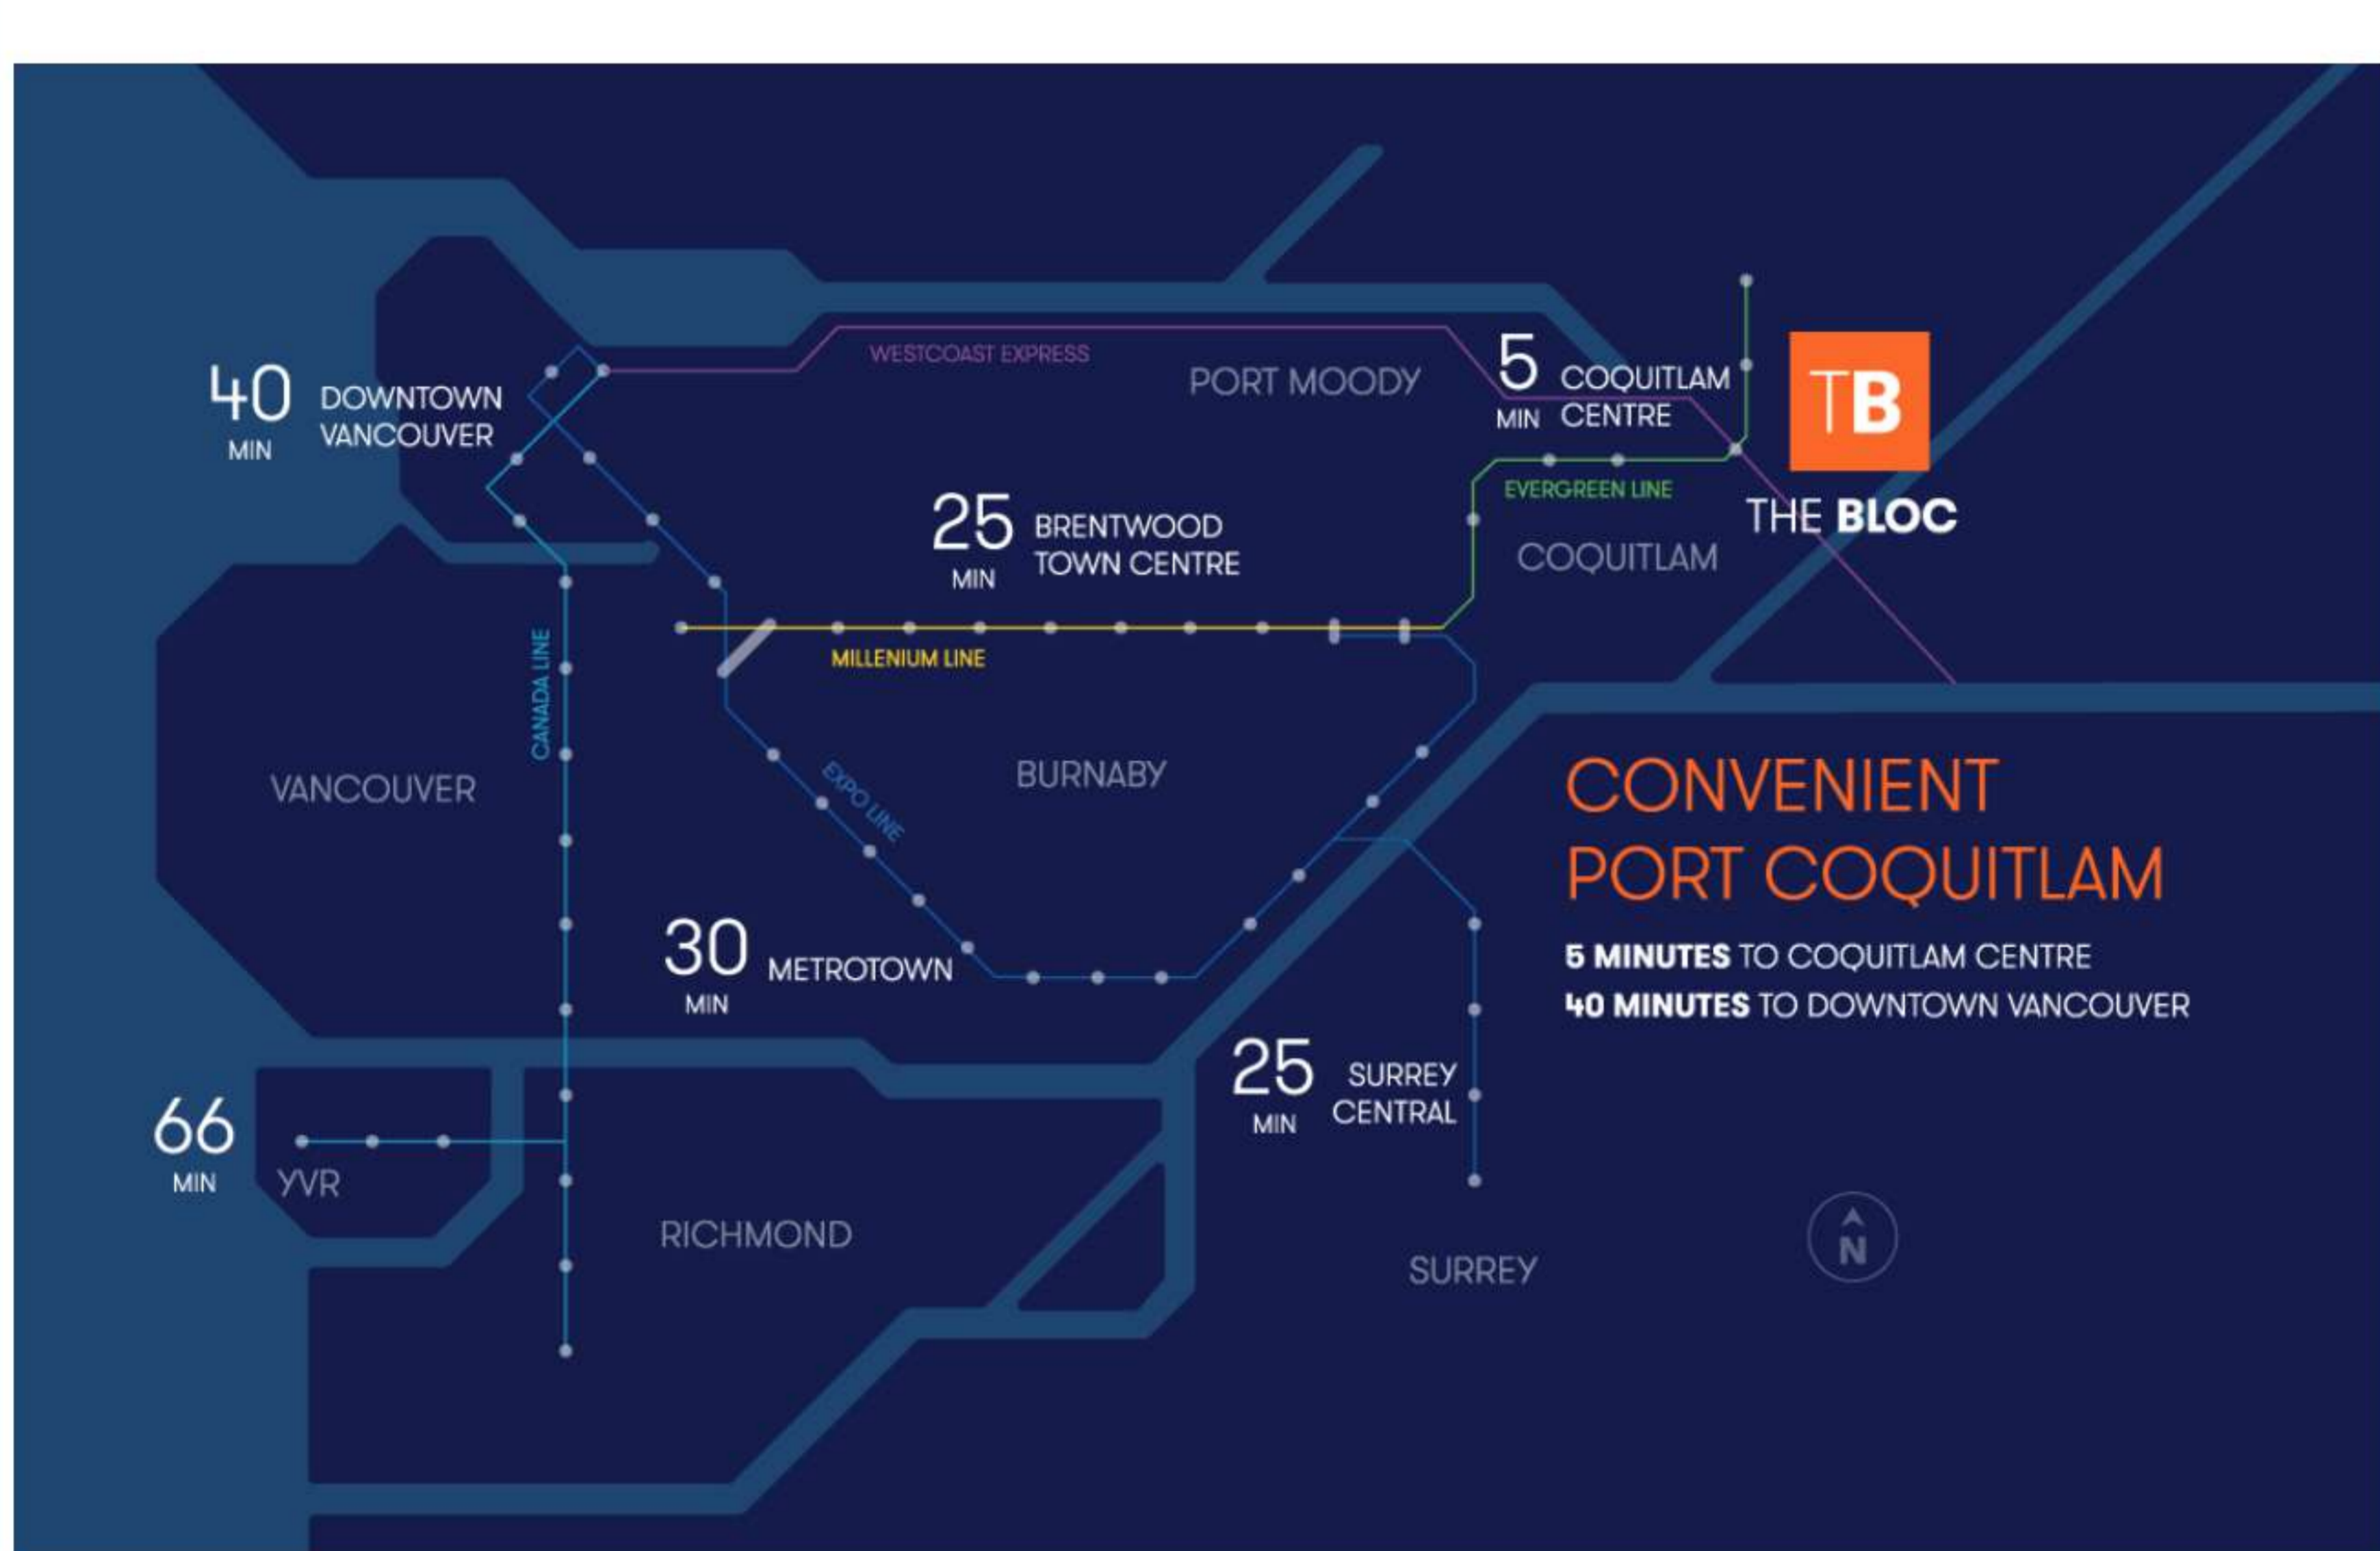 WESTCOAST EXPRESS
PORT MOODY
5
MIN
COQUITLAM
CENTRE
TB
THE BLOC
40
MIN
DOWNTOWN
VANCOUVER
25
MIN
BRENTWOOD
TOWN CENTRE
EVERGREEN LINE
COQUITLAM
MILLENIUM LINE
CANADA LINE
VANCOUVER
EXPO LINE
BURNABY
CONVENIENT
PORT COQUITLAM
5 MINUTES TO COQUITLAM CENTRE
40 MINUTES TO DOWNTOWN VANCOUVER
30
MIN
METROTOWN
25
MIN
SURREY
CENTRAL
66
MIN
YVR
RICHMOND
SURREY
N